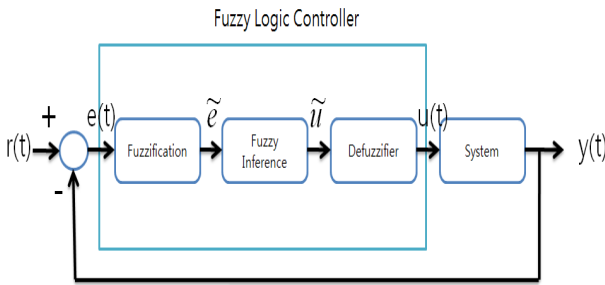 Fuzzy Logic Controller
r(t)
+
-
e(t)
Fuzzification
ẽ
Fuzzy
Inference
ũ
Defuzzifier
u(t)
System
y(t)